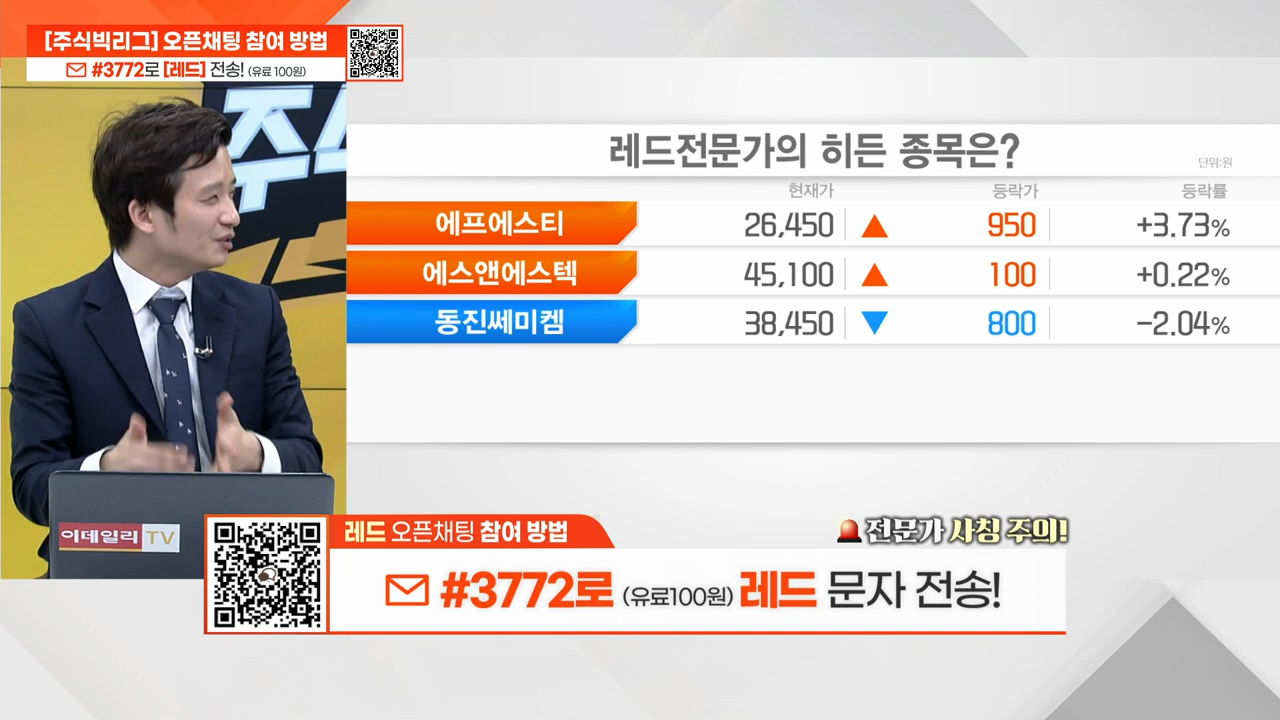 [주식빅리그] 오픈채팅 참여 방법
#3772로 [레드] 전송! (유료 100원)
주식
레드전문가의 히든 종목은?
단위:원
현재가 등락가 등락률
에프에스티 26,450 ▲ 950 +3.73%
에스앤에스텍 45,100 ▲ 100 +0.22%
동진쎄미켐 38,450 ▼ 800 -2.04%
이데일리 TV
레드 오픈채팅 참여 방법
전문가 사칭 주의!
#3772로 (유료100원) 레드 문자 전송!